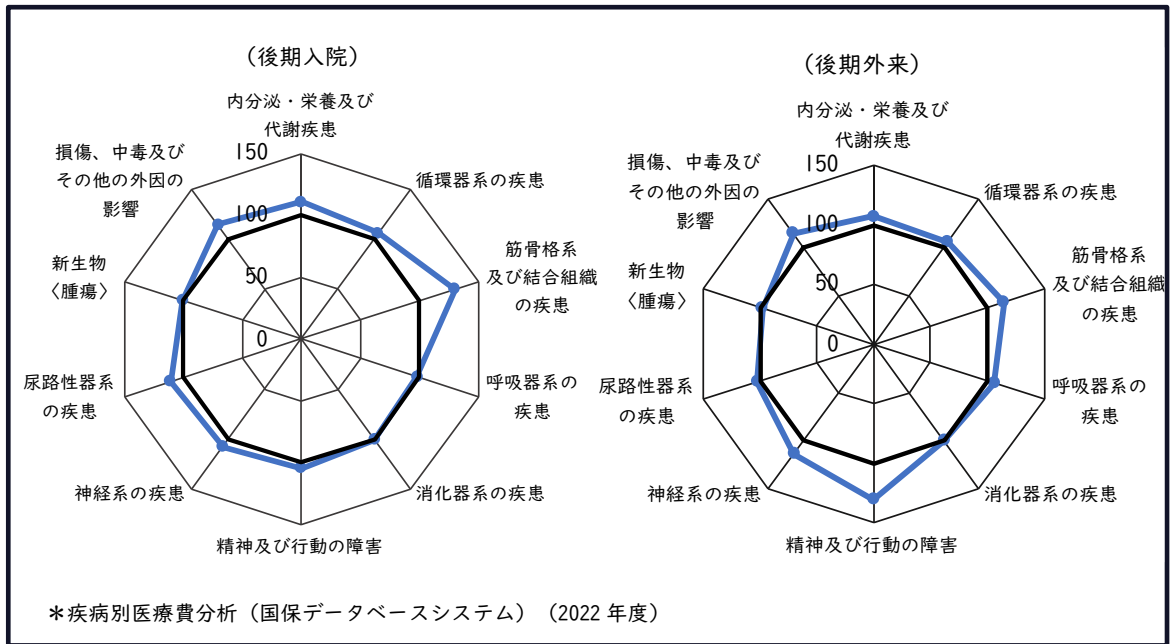 (後期入院)
内分泌・栄養及び
代謝疾患
150
100
50
0
循環器系の疾患
筋骨格系
及び結合組織
の疾患
呼吸器系の
疾患
消化器系の疾患
精神及び行動の障害
神経系の疾患
尿路性器系
の疾患
新生物
〈腫瘍〉
損傷、中毒及び
その他の外因の
影響
(後期外来)
内分泌・栄養及び
代謝疾患
150
100
50
0
循環器系の疾患
筋骨格系
及び結合組織
の疾患
呼吸器系の
疾患
消化器系の疾患
精神及び行動の障害
神経系の疾患
尿路性器系
の疾患
新生物
〈腫瘍〉
損傷、中毒及び
その他の外因の
影響
＊疾病別医療費分析（国保データベースシステム）（2022 年度）